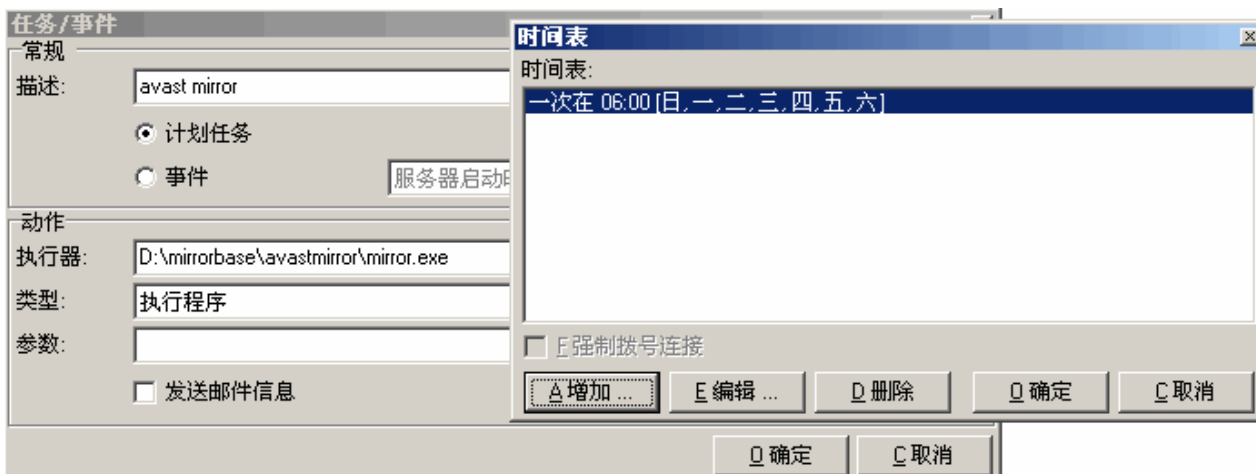 任务/事件
常规
描述:
avast mirror
计划任务
事件
服务器启动
动作
执行器:
D:\mirrorbase\avastmirror\mirror.exe
类型:
执行程序
参数:
发送邮件信息
O 确定
C 取消
时间表
时间表:
一次在 06:00 [日,一,二,三,四,五,六]
F 强制拨号连接
A 增加 ...
E 编辑 ...
D 删除
O 确定
C 取消